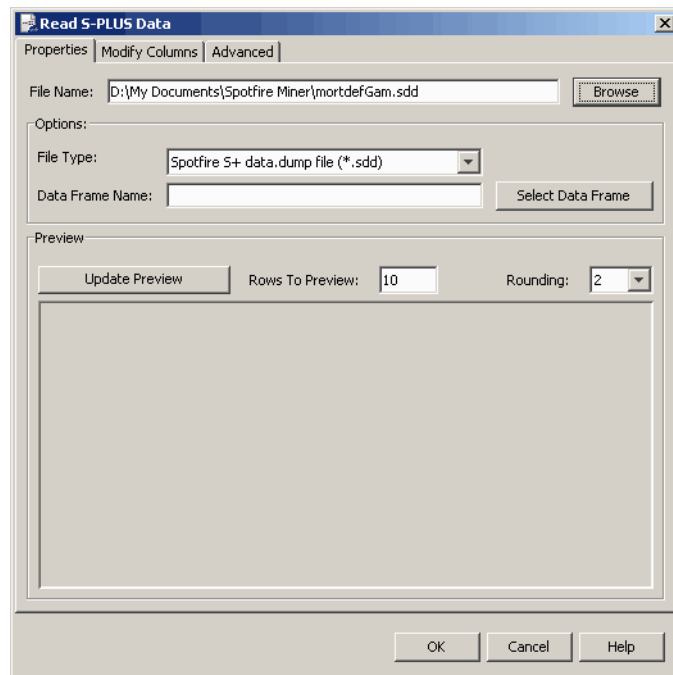 Read S-PLUS Data
Properties Modify Columns Advanced
File Name: D:\My Documents\Spotfire Miner\mortdefGam.sdd Browse
Options:
File Type: Spotfire S+ data.dump file (*.sdd)
Data Frame Name: Select Data Frame
Preview
Update Preview Rows To Preview: 10 Rounding: 2
OK Cancel Help